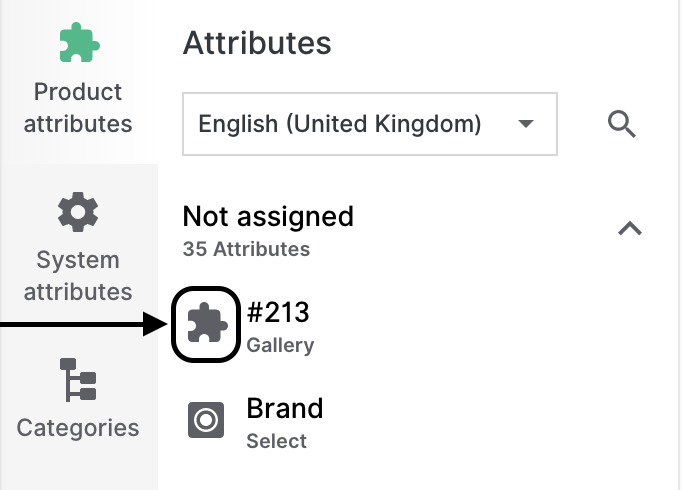 Product
attributes
System
attributes
Categories
Attributes
English (United Kingdom)
Not assigned
35 Attributes
#213
Gallery
Brand
Select